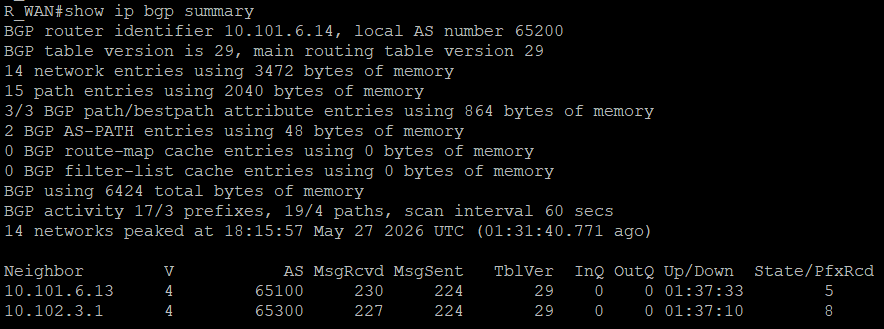 R_WAN#show ip bgp summary
BGP router identifier 10.101.6.14, local AS number 65200
BGP table version is 29, main routing table version 29
14 network entries using 3472 bytes of memory
15 path entries using 2040 bytes of memory
3/3 BGP path/bestpath attribute entries using 864 bytes of memory
2 BGP AS-PATH entries using 48 bytes of memory
0 BGP route-map cache entries using 0 bytes of memory
0 BGP filter-list cache entries using 0 bytes of memory
BGP using 6424 total bytes of memory
BGP activity 17/3 prefixes, 19/4 paths, scan interval 60 secs
14 networks peaked at 18:15:57 May 27 2026 UTC (01:31:40.771 ago)

Neighbor        V           AS MsgRcvd MsgSent   TblVer  InQ OutQ Up/Down  State/PfxRcd
10.101.6.13     4        65100     230     224       29    0    0 01:37:33        5
10.102.3.1      4        65300     227     224       29    0    0 01:37:10        8